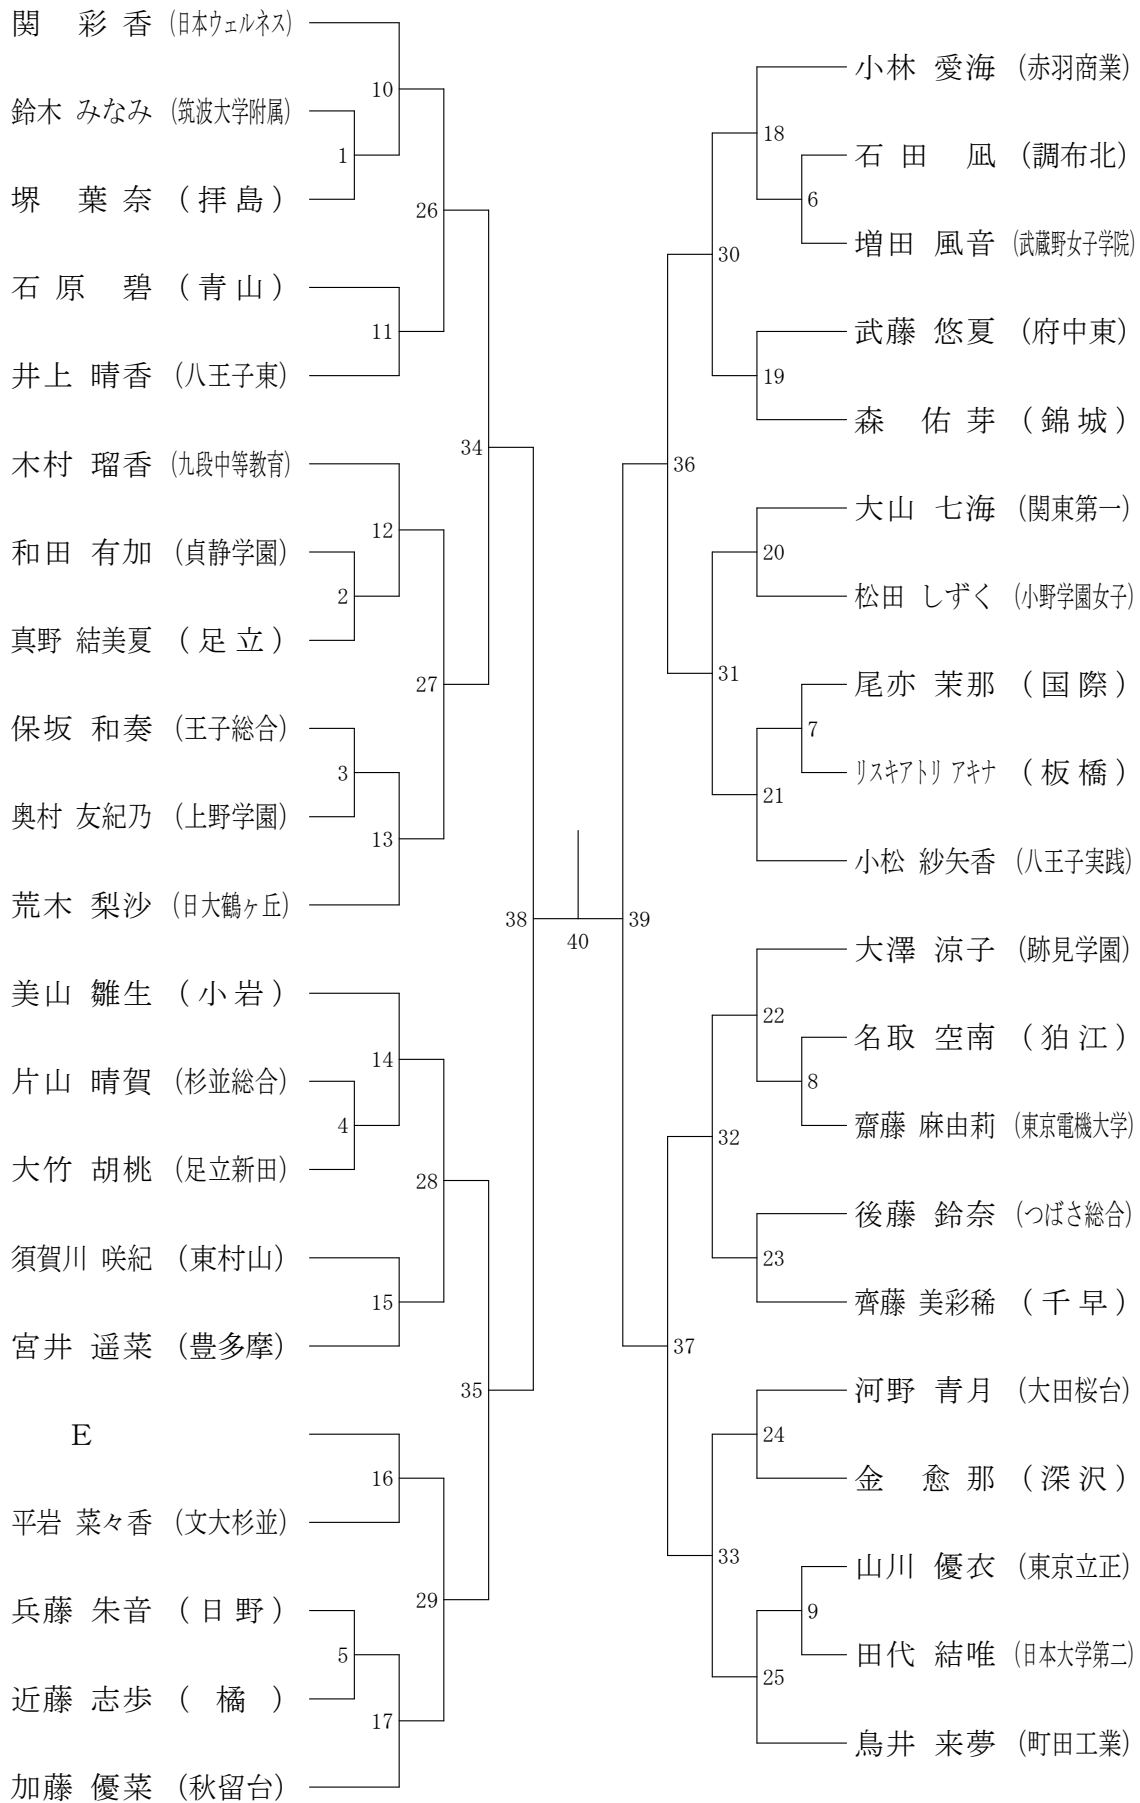 関 彩 香 (日本ウェルネス)
鈴木 みなみ (筑波大学附属)
堺 葉 奈 (拝 島)
石 原 碧 (青 山)
井上 晴香 (八王子東)
木村 瑠香 (九段中等教育)
和田 有加 (貞静学園)
真野 結美夏 (足 立)
保坂 和奏 (王子総合)
奥村 友紀乃 (上野学園)
荒木 梨沙 (日大鶴ヶ丘)
美山 雛生 (小 岩)
片山 晴賀 (杉並総合)
大竹 胡桃 (足立新田)
須賀川 咲紀 (東村山)
宮井 遥菜 (豊多摩)
E
平岩 菜々香 (文大杉並)
兵藤 朱音 (日 野)
近藤 志歩 (橘)
加藤 優菜 (秋留台)
10
1
26
11
34
12
2
27
3
13
38
14
4
28
15
35
16
29
5
17
40
39
18
6
30
19
36
20
31
7
21
22
8
32
23
37
24
33
9
25
小林 愛海 (赤羽商業)
石 田 凪 (調布北)
増田 風音 (武蔵野女子学院)
武藤 悠夏 (府中東)
森 佑 芽 (錦 城)
大山 七海 (関東第一)
松田 しずく (小野学園女子)
尾亦 茉那 (国 際)
リスキアトリ アキナ (板 橋)
小松 紗矢香 (八王子実践)
大澤 涼子 (跡見学園)
名取 空南 (狛 江)
齋藤 麻由莉 (東京電機大学)
後藤 鈴奈 (つばさ総合)
齊藤 美彩稀 (千 早)
河野 青月 (大田桜台)
金 愈 那 (深 沢)
山川 優衣 (東京立正)
田代 結唯 (日本大学第二)
鳥井 来夢 (町田工業)